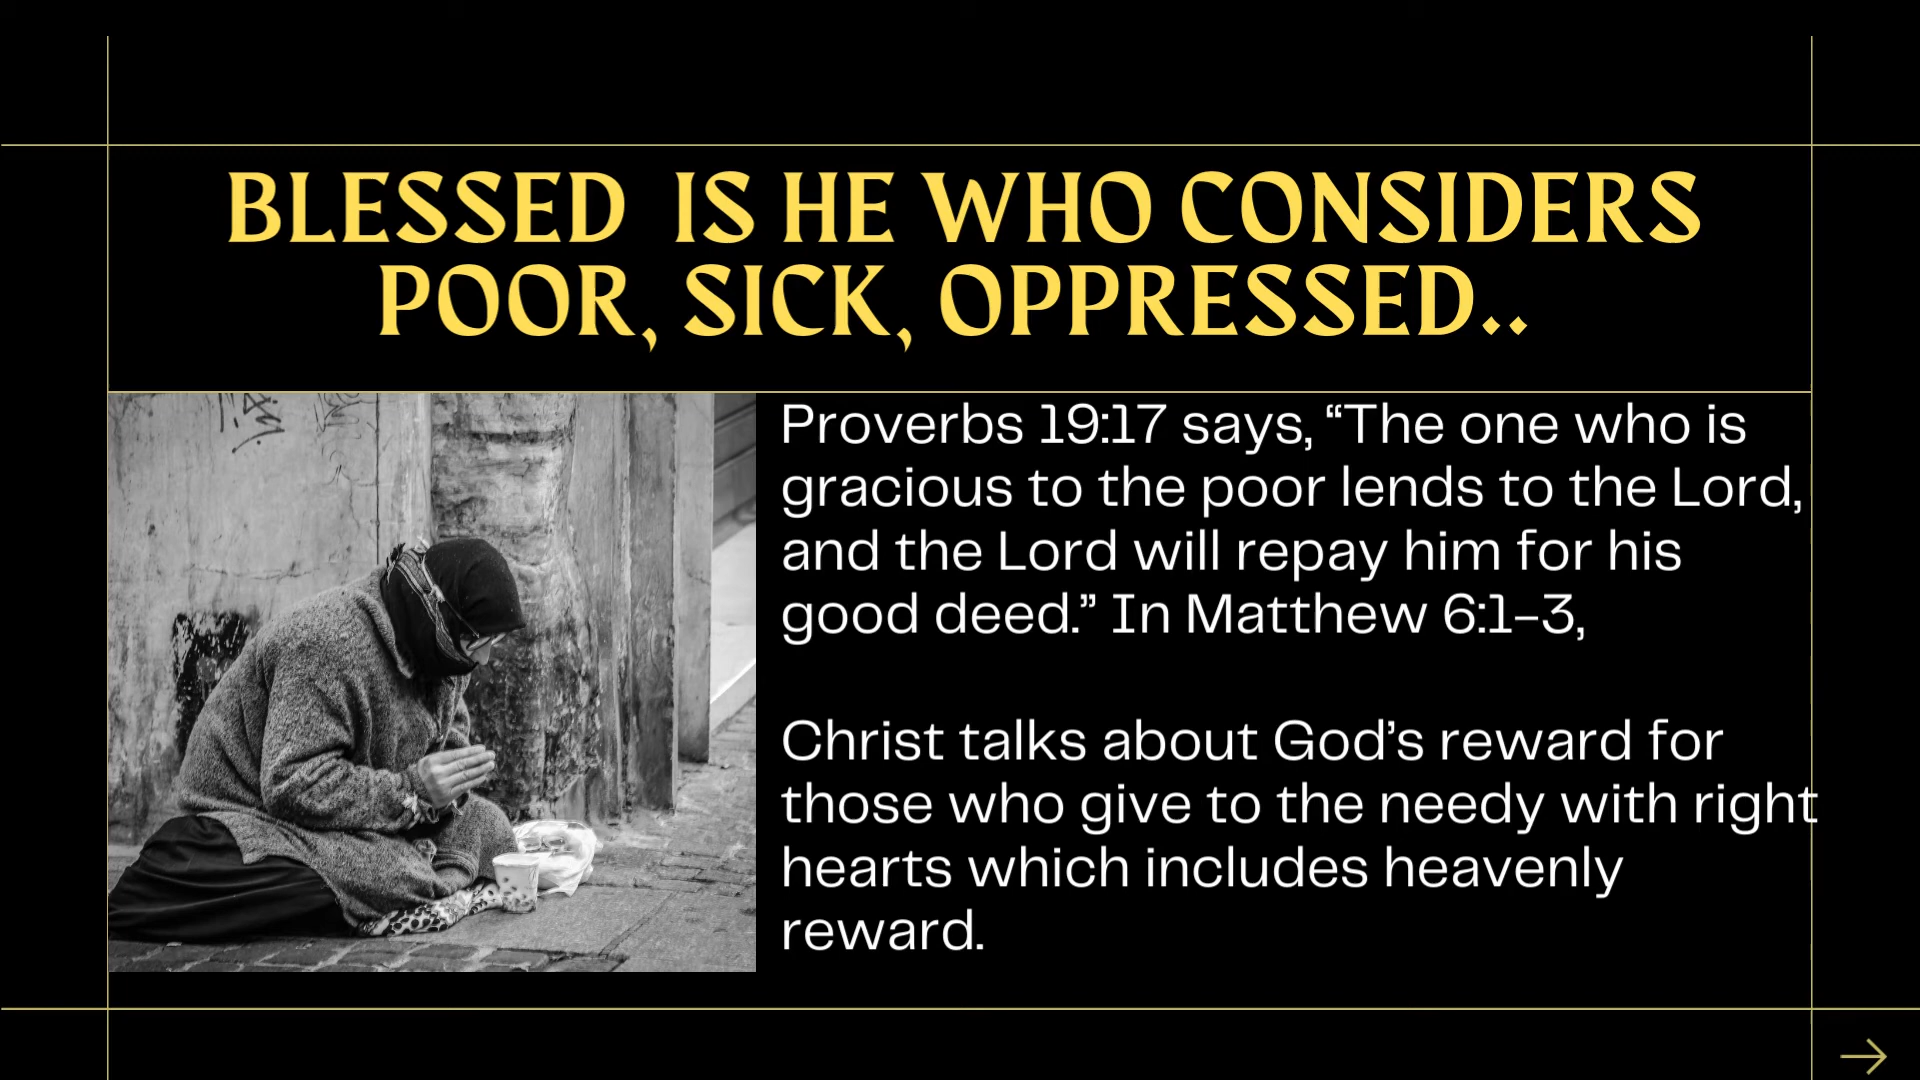 BLESSED  IS HE WHO CONSIDERS
POOR, SICK, OPPRESSED..
Proverbs 19:17 says, “The one who is
gracious to the poor lends to the Lord,
and the Lord will repay him for his
good deed.” In Matthew 6:1–3,
Christ talks about God’s reward for
those who give to the needy with right
hearts which includes heavenly
reward.